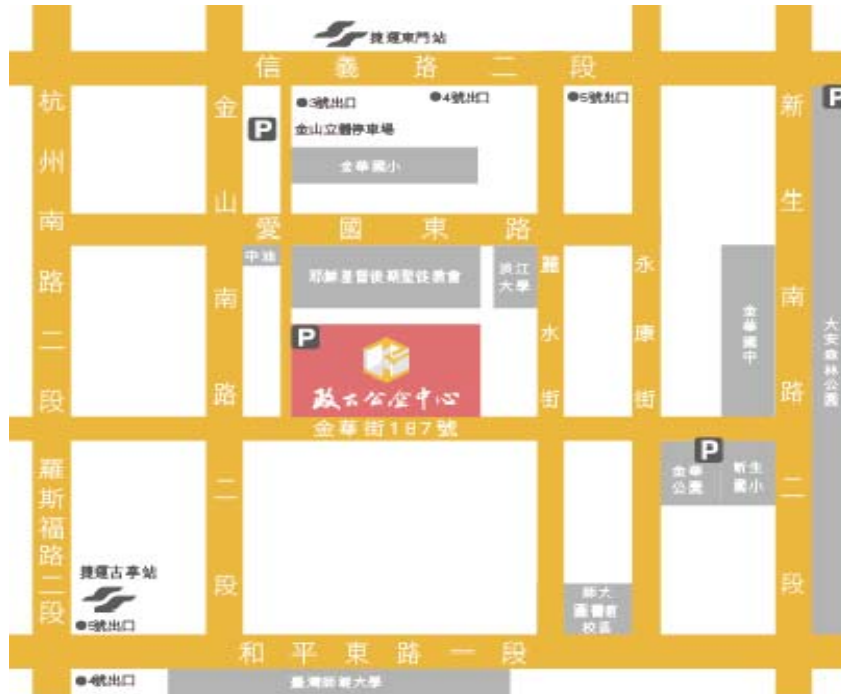 捷運東門站
信義路二段
●3號出口
●4號出口
●5號出口
P
P
金山立體停車場
金華國小
杭州南路二段
金山南路二段
新生南路二段
愛國東路
中油
耶穌基督後期聖徒教會
淡江
大學
麗水街
永康街
金華國中
大安森林公園
P
政大公企中心
金華街187號
P
金華
公園
新生
國小
羅斯福路二段
捷運古亭站
●5號出口
師大
圖書館
校區
和平東路一段
●4號出口
臺灣師範大學